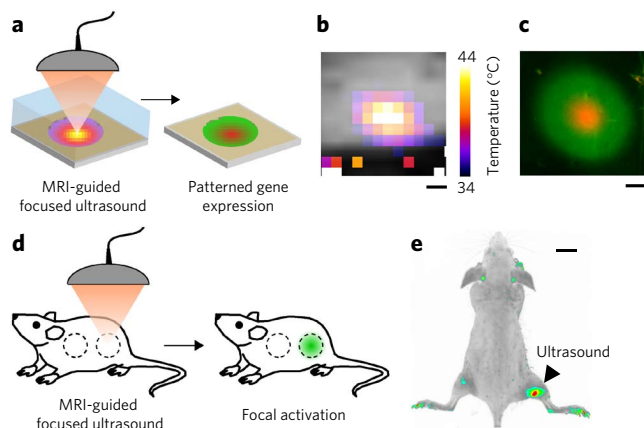 a
MRI-guided
focused ultrasound
Patterned gene
expression
b
44
Temperature (°C)
34
c
d
MRI-guided
focused ultrasound
Focal activation
e
Ultrasound